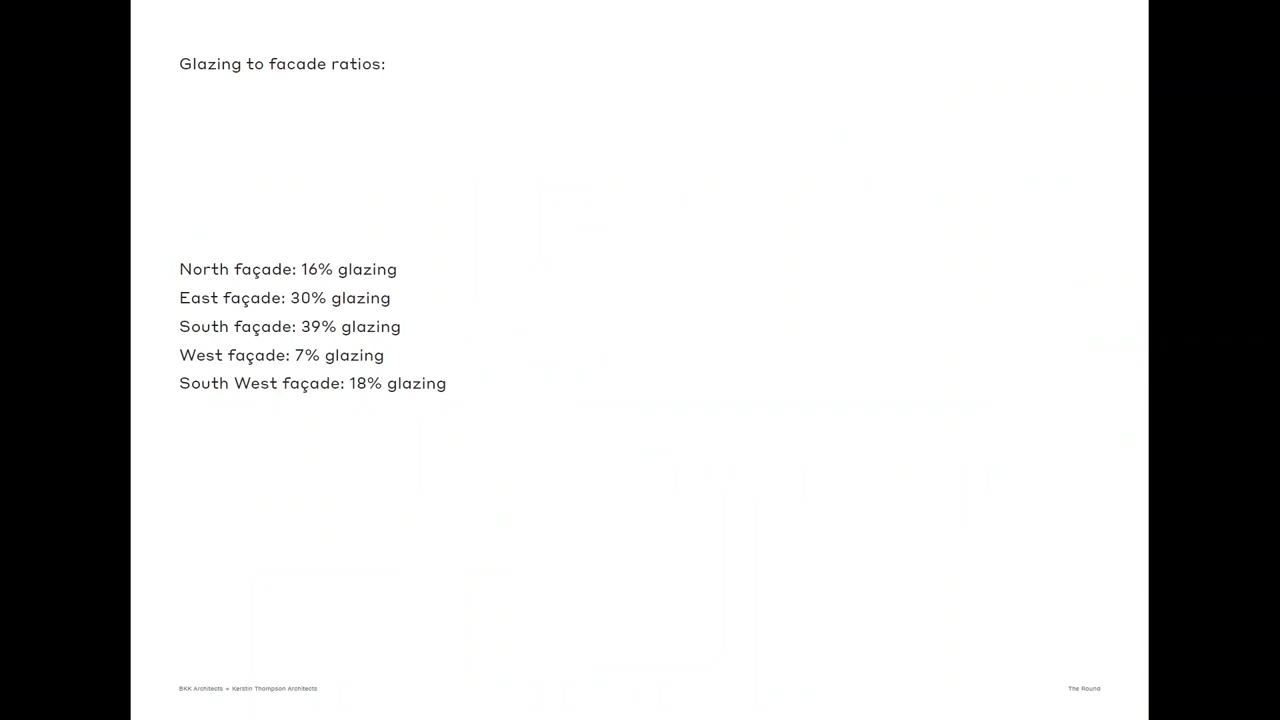 Glazing to facade ratios:
North façade: 16% glazing
East façade: 30% glazing
South façade: 39% glazing
West façade: 7% glazing
South West façade: 18% glazing
BKK Architects + Kerstin Thompson Architects
The Round